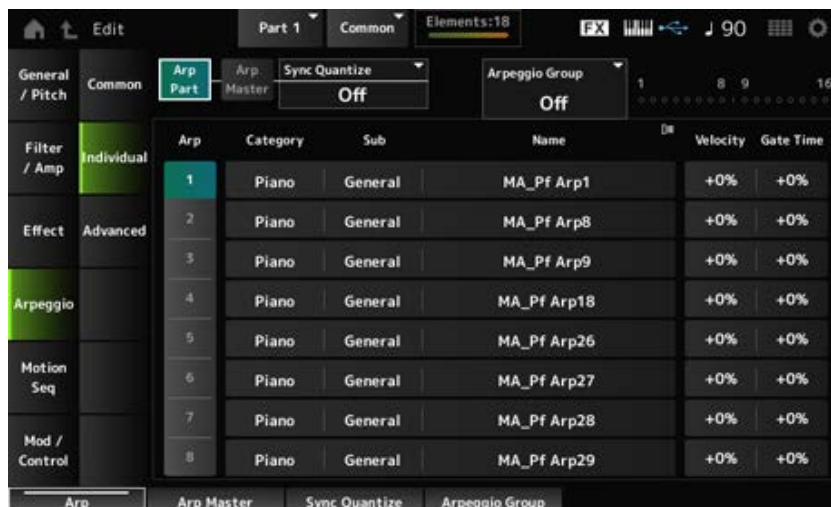 Edit
Part 1
Common
Elements:18
FX
90
General / Pitch
Common
Arp Part
Arp Master
Sync Quantize
Off
Arpeggio Group
Off
1 8 9 16
Filter / Amp
Individual
Arp Category Sub Name Velocity Gate Time
1 Piano General MA_Pf Arp1 +0% +0%
2 Piano General MA_Pf Arp8 +0% +0%
Effect
Advanced
3 Piano General MA_Pf Arp9 +0% +0%
Arpeggio
4 Piano General MA_Pf Arp18 +0% +0%
5 Piano General MA_Pf Arp26 +0% +0%
Motion Seq
6 Piano General MA_Pf Arp27 +0% +0%
7 Piano General MA_Pf Arp28 +0% +0%
Mod / Control
8 Piano General MA_Pf Arp29 +0% +0%
Arp Arp Master Sync Quantize Arpeggio Group